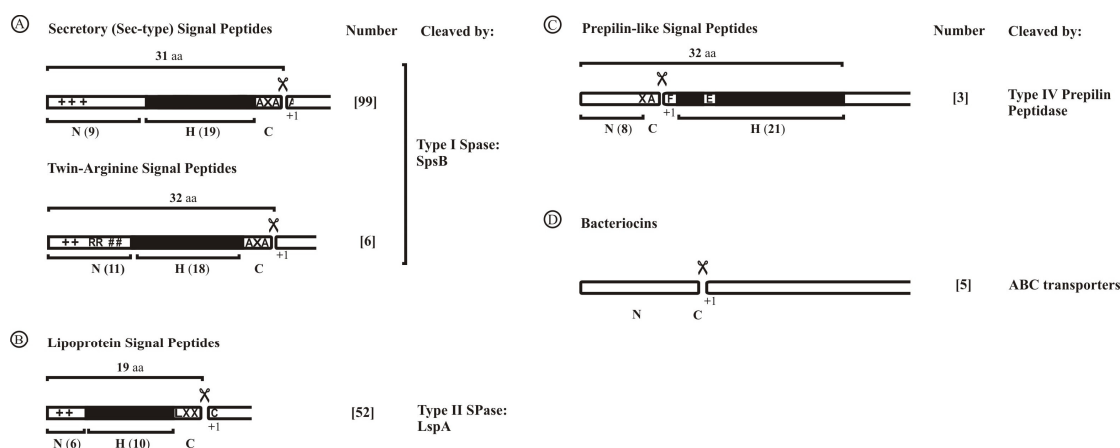 A Secretory (Sec-type) Signal Peptides Number Cleaved by:
31 aa
+ + + AXA A [99]
+1
N (9) H (19) C
Type I Spase:
SpsB
Twin-Arginine Signal Peptides
32 aa
+ + RR ## AXA [6]
+1
N (11) H (18) C
B Lipoprotein Signal Peptides
19 aa
+ + LXX C [52] Type II SPase:
LspA
+1
N (6) H (10) C
C Prepilin-like Signal Peptides Number Cleaved by:
32 aa
XA F E [3] Type IV Prepilin
Peptidase
+1
N (8) C H (21)
D Bacteriocins
[5] ABC transporters
+1
N C